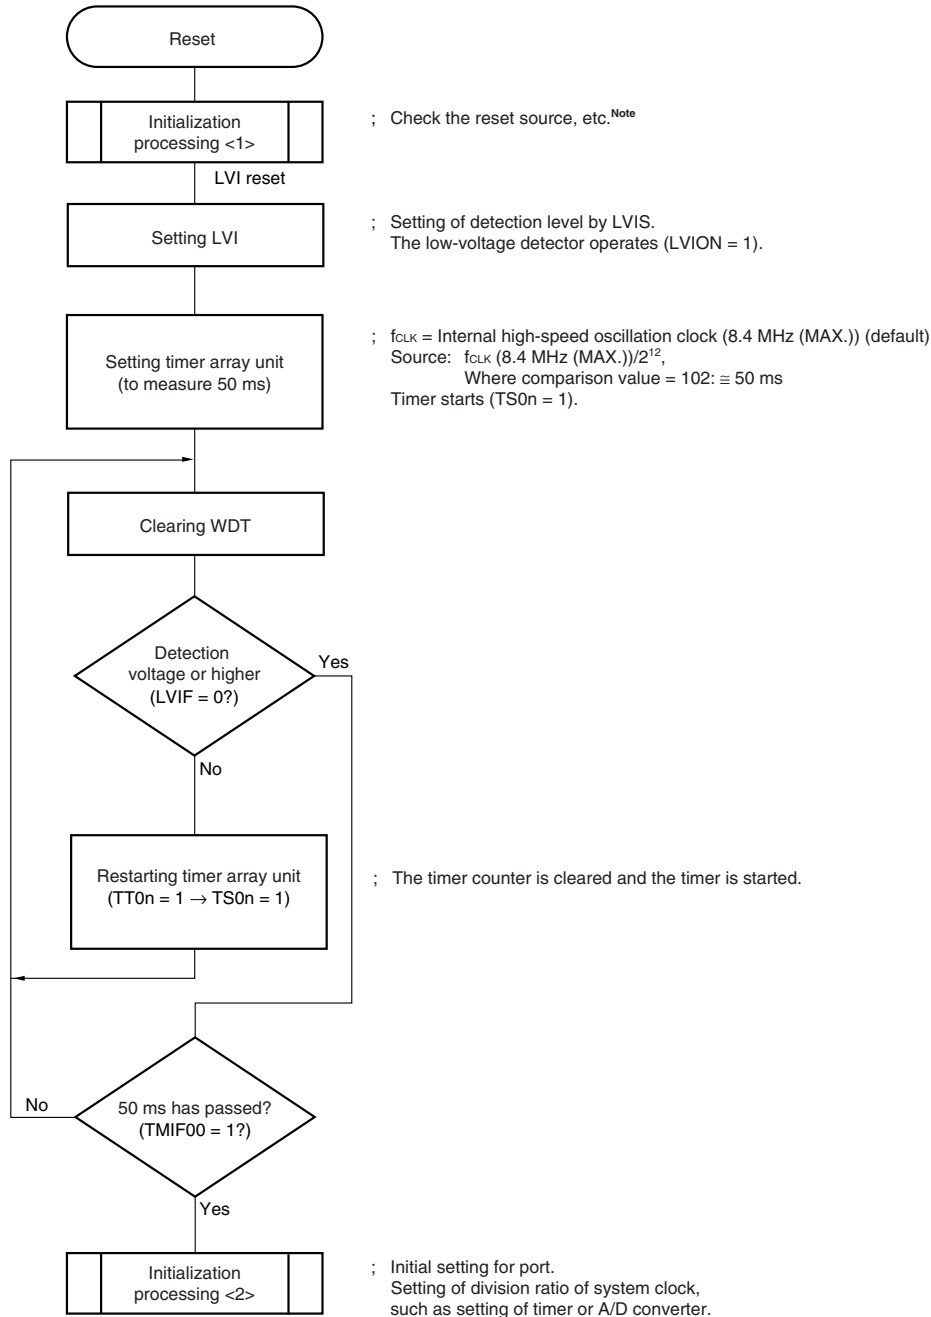 Reset
Initialization
processing <1>
; Check the reset source, etc.Note
LVI reset
Setting LVI
; Setting of detection level by LVIS.
The low-voltage detector operates (LVION = 1).
Setting timer array unit
(to measure 50 ms)
; fCLK = Internal high-speed oscillation clock (8.4 MHz (MAX.)) (default)
Source: fCLK (8.4 MHz (MAX.))/2^12,
Where comparison value = 102: ≅ 50 ms
Timer starts (TS0n = 1).
Clearing WDT
Detection
voltage or higher
(LVIF = 0?)
Yes
No
Restarting timer array unit
(TT0n = 1 → TS0n = 1)
; The timer counter is cleared and the timer is started.
50 ms has passed?
(TMIF00 = 1?)
No
Yes
Initialization
processing <2>
; Initial setting for port.
Setting of division ratio of system clock,
such as setting of timer or A/D converter.